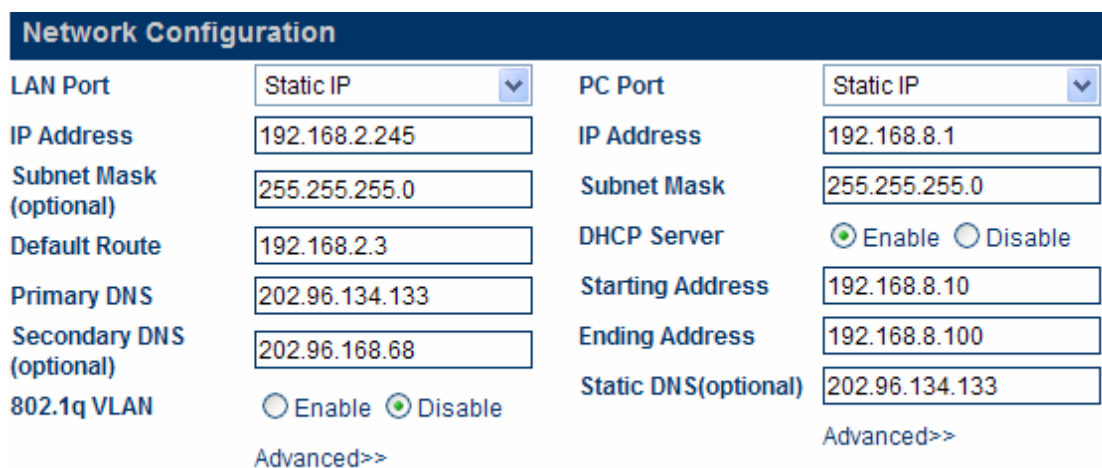 Network Configuration
LAN Port Static IP
IP Address 192.168.2.245
Subnet Mask
(optional) 255.255.255.0
Default Route 192.168.2.3
Primary DNS 202.96.134.133
Secondary DNS
(optional) 202.96.168.68
802.1q VLAN Enable Disable
Advanced>>
PC Port Static IP
IP Address 192.168.8.1
Subnet Mask 255.255.255.0
DHCP Server Enable Disable
Starting Address 192.168.8.10
Ending Address 192.168.8.100
Static DNS(optional) 202.96.134.133
Advanced>>